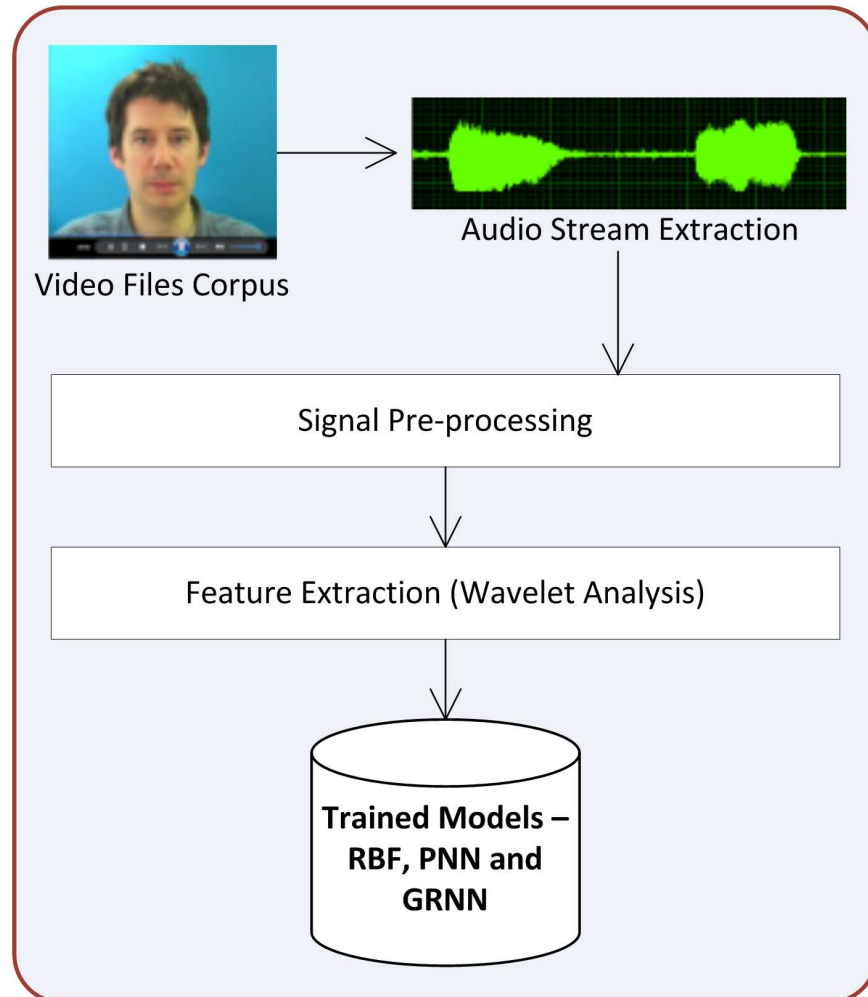 Video Files Corpus
Audio Stream Extraction
Signal Pre-processing
Feature Extraction (Wavelet Analysis)
Trained Models –
RBF, PNN and
GRNN